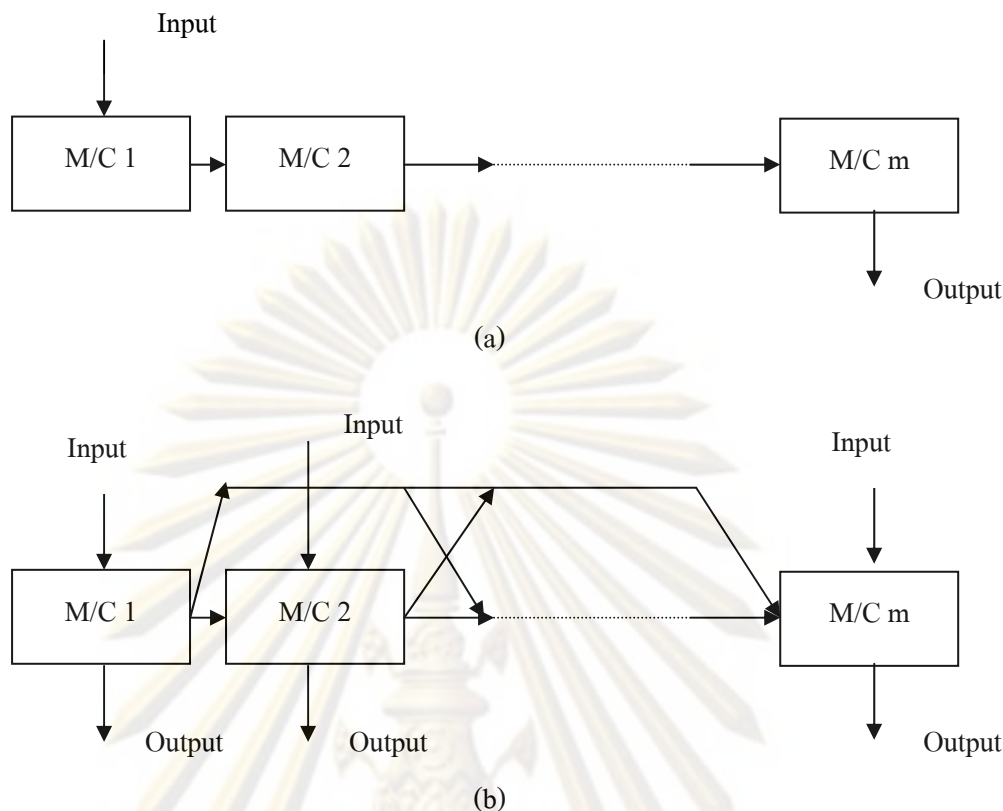 Input
M/C 1
M/C 2
M/C m
Output
(a)
Input
Input
Input
M/C 1
M/C 2
M/C m
Output
Output
Output
(b)